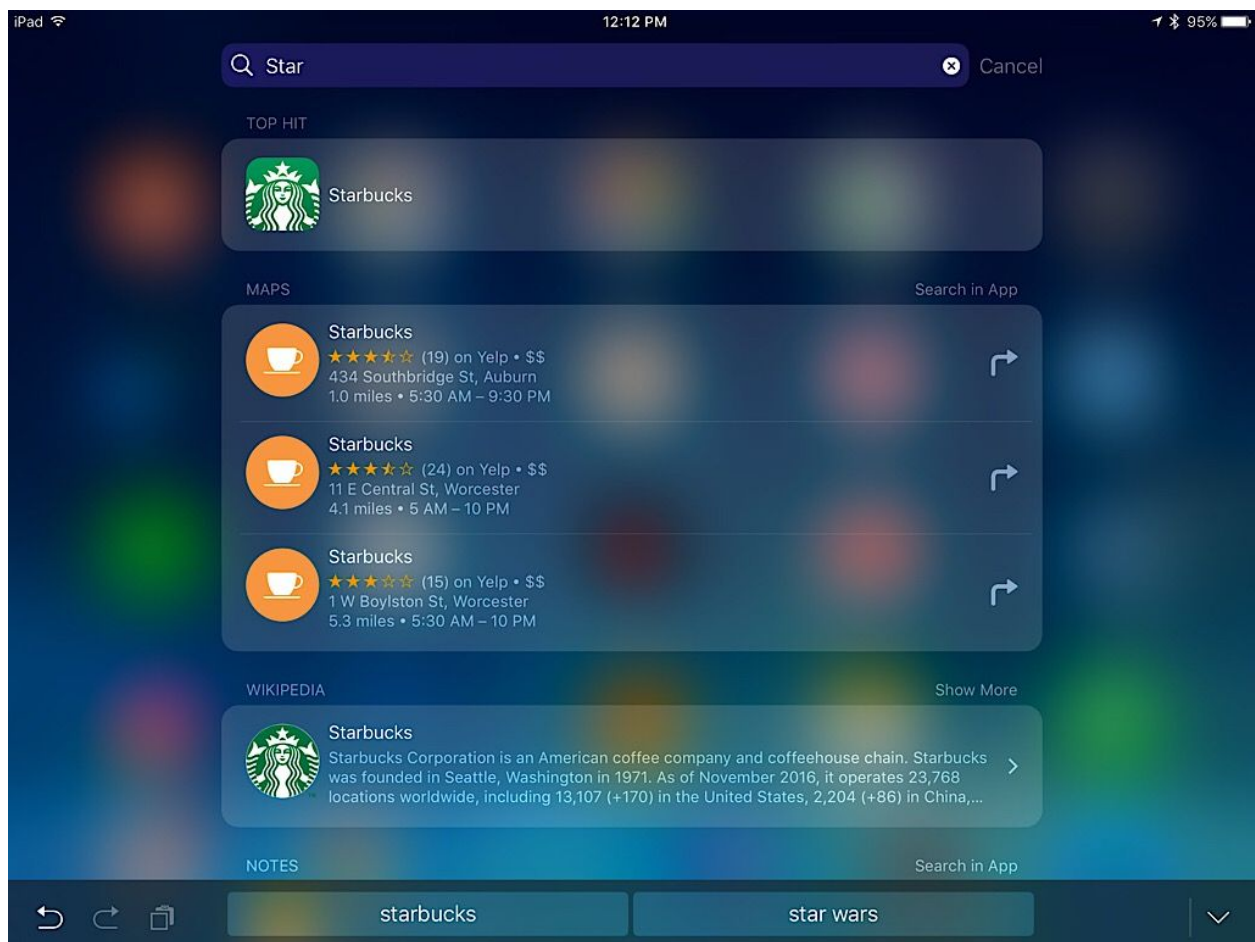 iPad 12:12 PM 95%
Star Cancel
TOP HIT
Starbucks
MAPS Search in App
Starbucks
★★★⯪☆ (19) on Yelp • $$
434 Southbridge St, Auburn
1.0 miles • 5:30 AM – 9:30 PM
Starbucks
★★★⯪☆ (24) on Yelp • $$
11 E Central St, Worcester
4.1 miles • 5 AM – 10 PM
Starbucks
★★★☆☆ (15) on Yelp • $$
1 W Boylston St, Worcester
5.3 miles • 5:30 AM – 10 PM
WIKIPEDIA Show More
Starbucks
Starbucks Corporation is an American coffee company and coffeehouse chain. Starbucks
was founded in Seattle, Washington in 1971. As of November 2016, it operates 23,768
locations worldwide, including 13,107 (+170) in the United States, 2,204 (+86) in China,...
NOTES Search in App
starbucks star wars